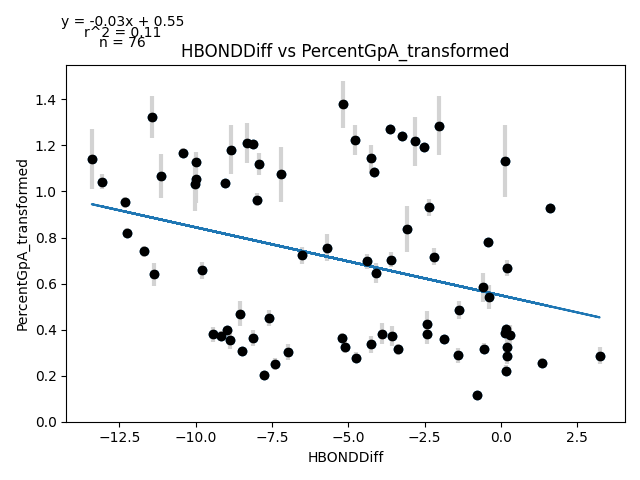 y = -0.03x + 0.55
r^2 = 0.11
n = 76
HBONDDiff vs PercentGpA_transformed
PercentGpA_transformed
1.4
1.2
1.0
0.8
0.6
0.4
0.2
0.0
−12.5 −10.0 −7.5 −5.0 −2.5 0.0 2.5
HBONDDiff